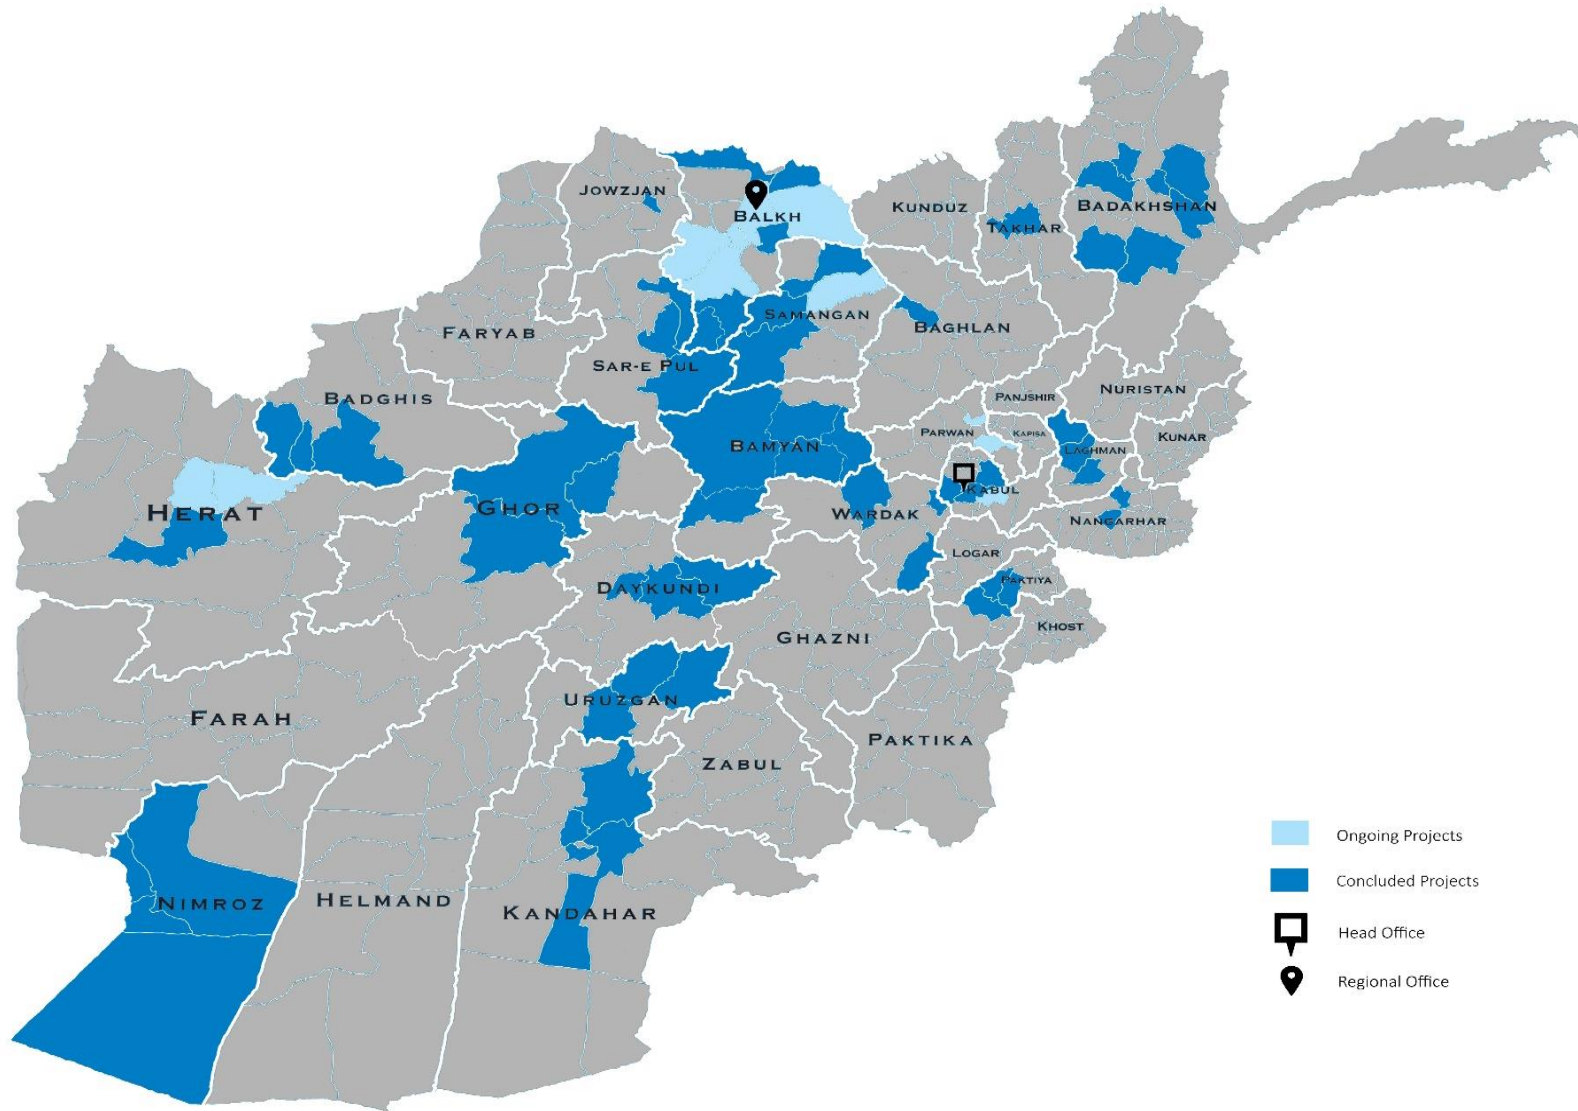 JOWZJAN
BALKH
KUNDUZ
TAKHAR
BADAKHSHAN
FARYAB
SAMANGAN
BAGHLAN
SAR-E PUL
BADGHIS
NURISTAN
PANJSHIR
PARWAN
KAPISA
KUNAR
BAMYAN
LAGHMAN
KABUL
HERAT
GHOR
WARDAK
NANGARHAR
LOGAR
DAYKUNDI
PAKTIYA
GHAZNI
KHOST
URUZGAN
FARAH
PAKTIKA
ZABUL
NIMROZ
HELMAND
KANDAHAR
Ongoing Projects
Concluded Projects
Head Office
Regional Office